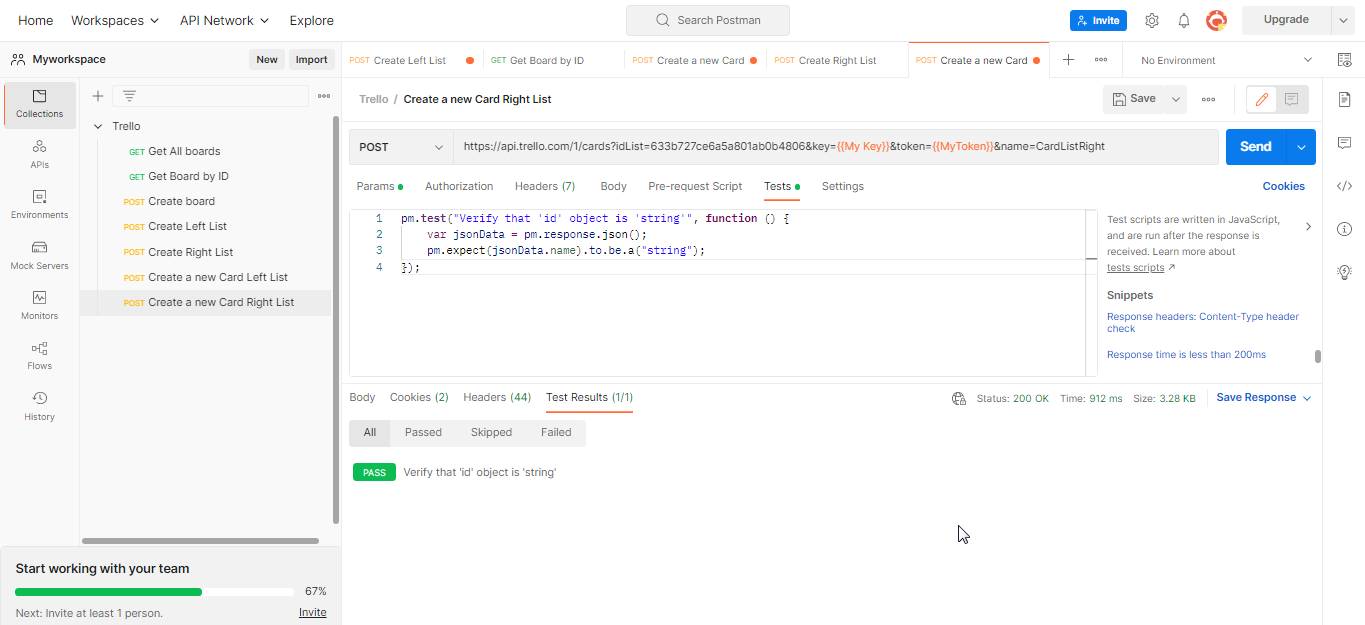 Home Workspaces API Network Explore Search Postman Invite Upgrade
Myworkspace New Import
POST Create Left List GET Get Board by ID POST Create a new Card POST Create Right List POST Create a new Card No Environment
Collections
APIs
Environments
Mock Servers
Monitors
Flows
History
Trello
GET Get All boards
GET Get Board by ID
POST Create board
POST Create Left List
POST Create Right List
POST Create a new Card Left List
POST Create a new Card Right List
Start working with your team
67%
Next: Invite at least 1 person. Invite
Trello / Create a new Card Right List Save
POST https://api.trello.com/1/cards?idList=633b727ce6a5a801ab0b4806&key={{My Key}}&token={{MyToken}}&name=CardListRight Send
Params Authorization Headers (7) Body Pre-request Script Tests Settings Cookies
1 pm.test("Verify that 'id' object is 'string'", function () {
2 var jsonData = pm.response.json();
3 pm.expect(jsonData.name).to.be.a("string");
4 });
Test scripts are written in JavaScript,
and are run after the response is
received. Learn more about
tests scripts ↗
Snippets
Response headers: Content-Type header
check
Response time is less than 200ms
Body Cookies (2) Headers (44) Test Results (1/1) Status: 200 OK Time: 912 ms Size: 3.28 KB Save Response
All Passed Skipped Failed
PASS Verify that 'id' object is 'string'